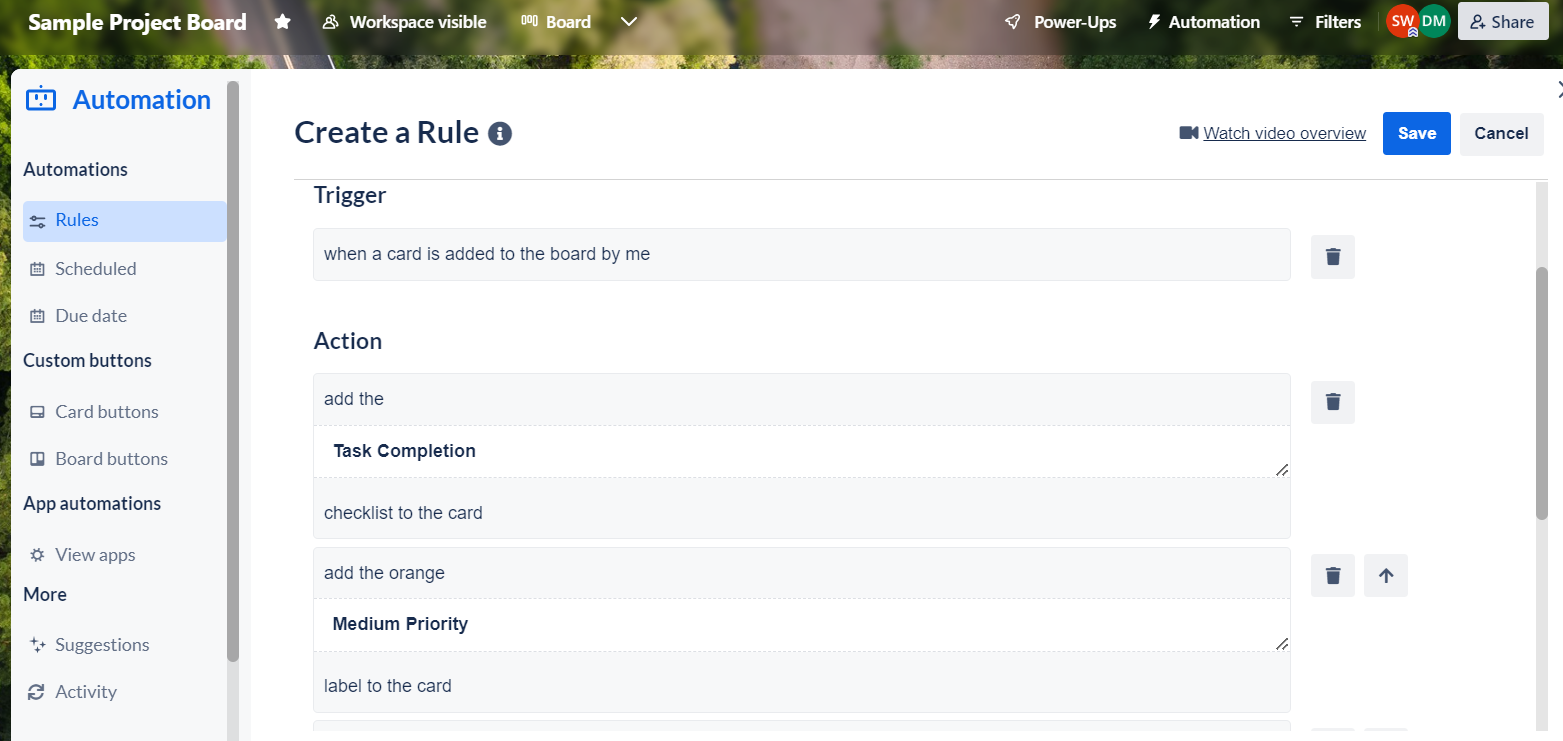 Sample Project Board
Workspace visible
Board
Power-Ups
Automation
Filters
SW
DM
Share
Automation
Automations
Rules
Scheduled
Due date
Custom buttons
Card buttons
Board buttons
App automations
View apps
More
Suggestions
Activity
Create a Rule
Watch video overview
Save
Cancel
Trigger
when a card is added to the board by me
Action
add the
Task Completion
checklist to the card
add the orange
Medium Priority
label to the card